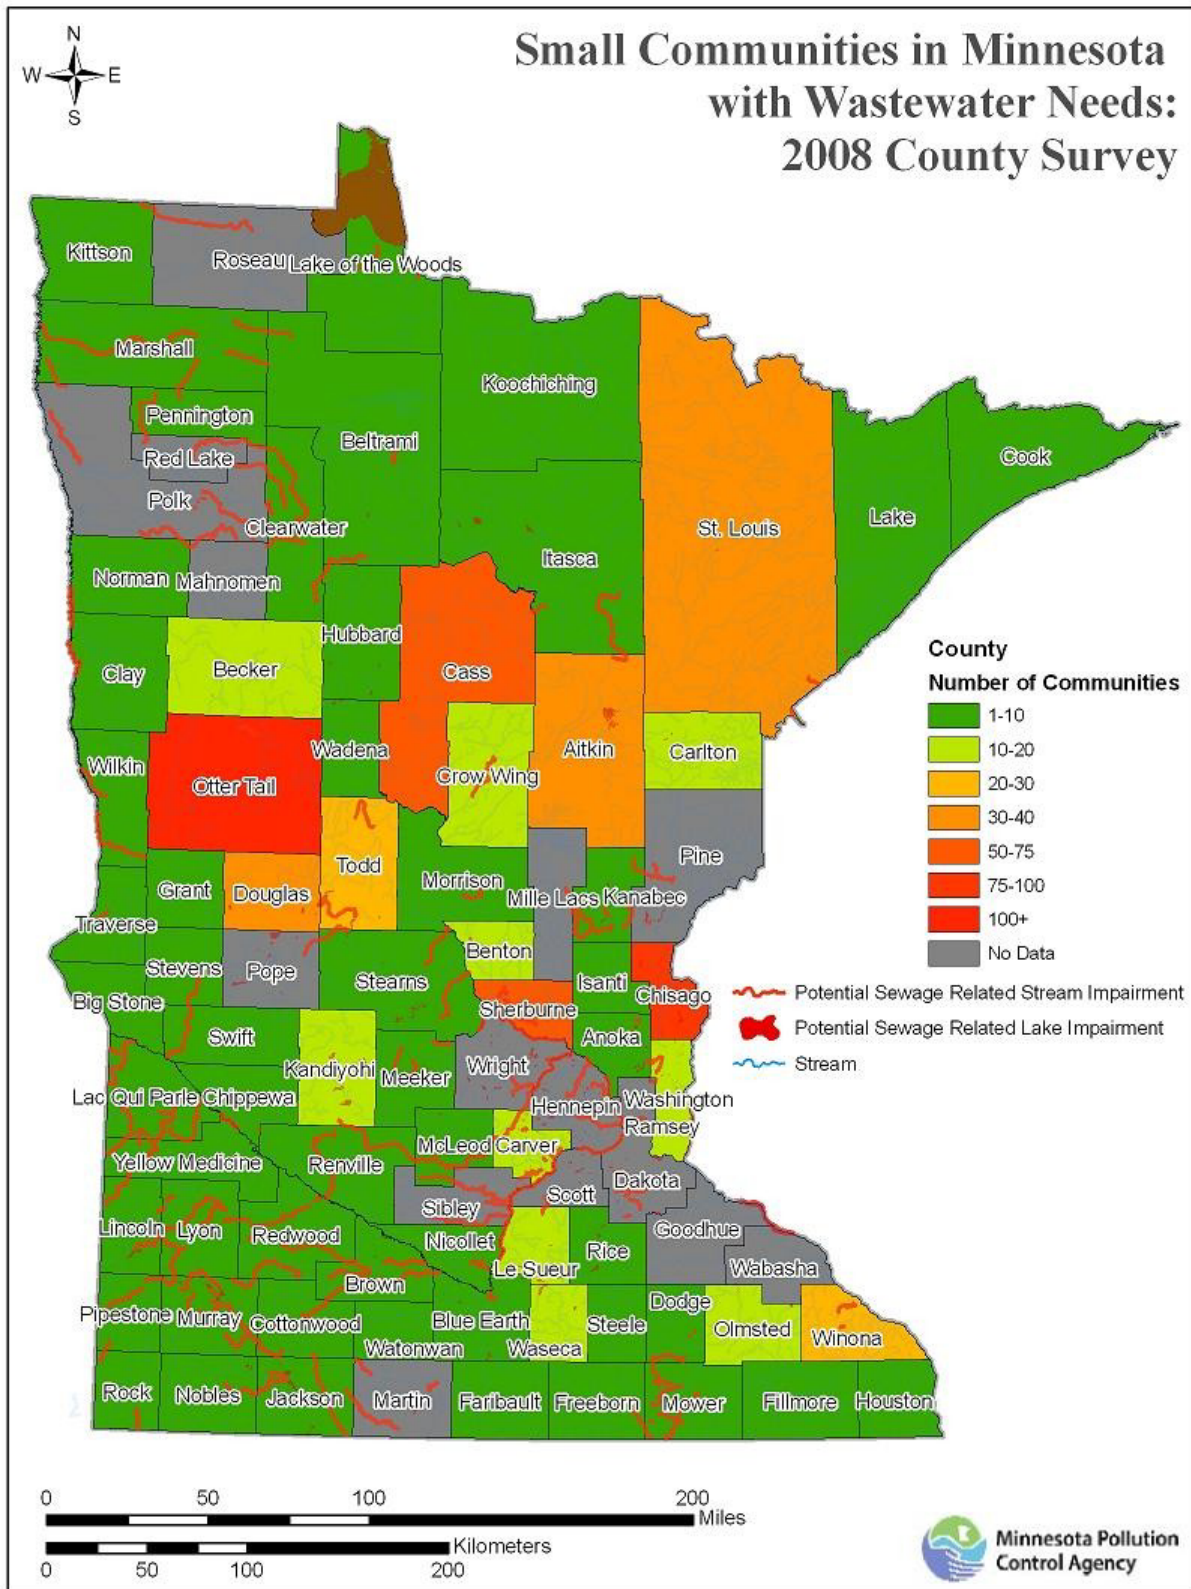 N
W E
S
Small Communities in Minnesota
with Wastewater Needs:
2008 County Survey
Kittson
Roseau
Lake of the Woods
Marshall
Koochiching
Pennington
Beltrami
Red Lake
Cook
Polk
Clearwater
Lake
St. Louis
Itasca
Norman
Mahnomen
Hubbard
Clay
Becker
Cass
Wadena
Aitkin
Carlton
Wilkin
Otter Tail
Crow Wing
Todd
Pine
Grant
Douglas
Morrison
Mille Lacs
Kanabec
Traverse
Benton
Stevens
Pope
Stearns
Isanti
Chisago
Big Stone
Sherburne
Swift
Anoka
Kandiyohi
Meeker
Wright
Lac Qui Parle
Chippewa
Hennepin
Washington
Ramsey
McLeod
Carver
Yellow Medicine
Renville
Dakota
Scott
Sibley
Lincoln
Lyon
Redwood
Goodhue
Nicollet
Rice
Le Sueur
Wabasha
Brown
Pipestone
Murray
Cottonwood
Blue Earth
Dodge
Steele
Olmsted
Winona
Watonwan
Waseca
Rock
Nobles
Jackson
Martin
Faribault
Freeborn
Mower
Fillmore
Houston
County
Number of Communities
1-10
10-20
20-30
30-40
50-75
75-100
100+
No Data
Potential Sewage Related Stream Impairment
Potential Sewage Related Lake Impairment
Stream
0 50 100 200
Miles
Kilometers
0 50 100 200
Minnesota Pollution
Control Agency